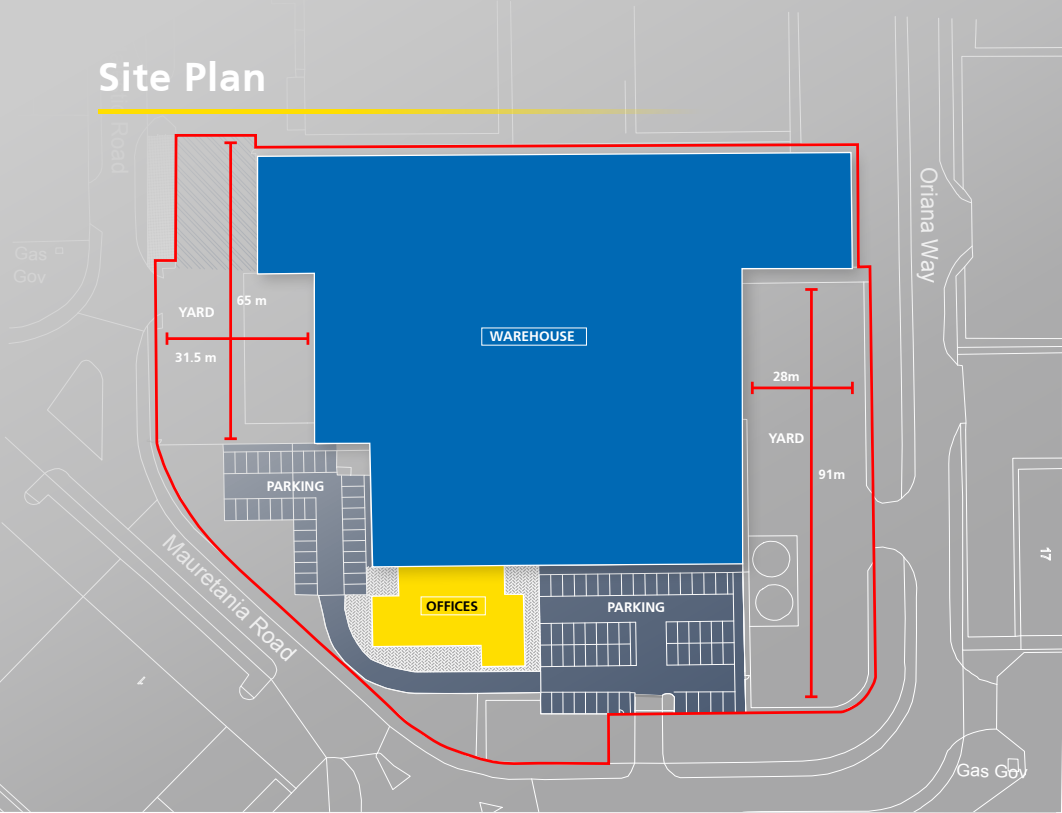 Site Plan
Road
Oriana Way
Gas
Gov
65 m
YARD
31.5 m
WAREHOUSE
28m
YARD
91m
PARKING
17
Mauretania Road
OFFICES
PARKING
1
Gas Gov